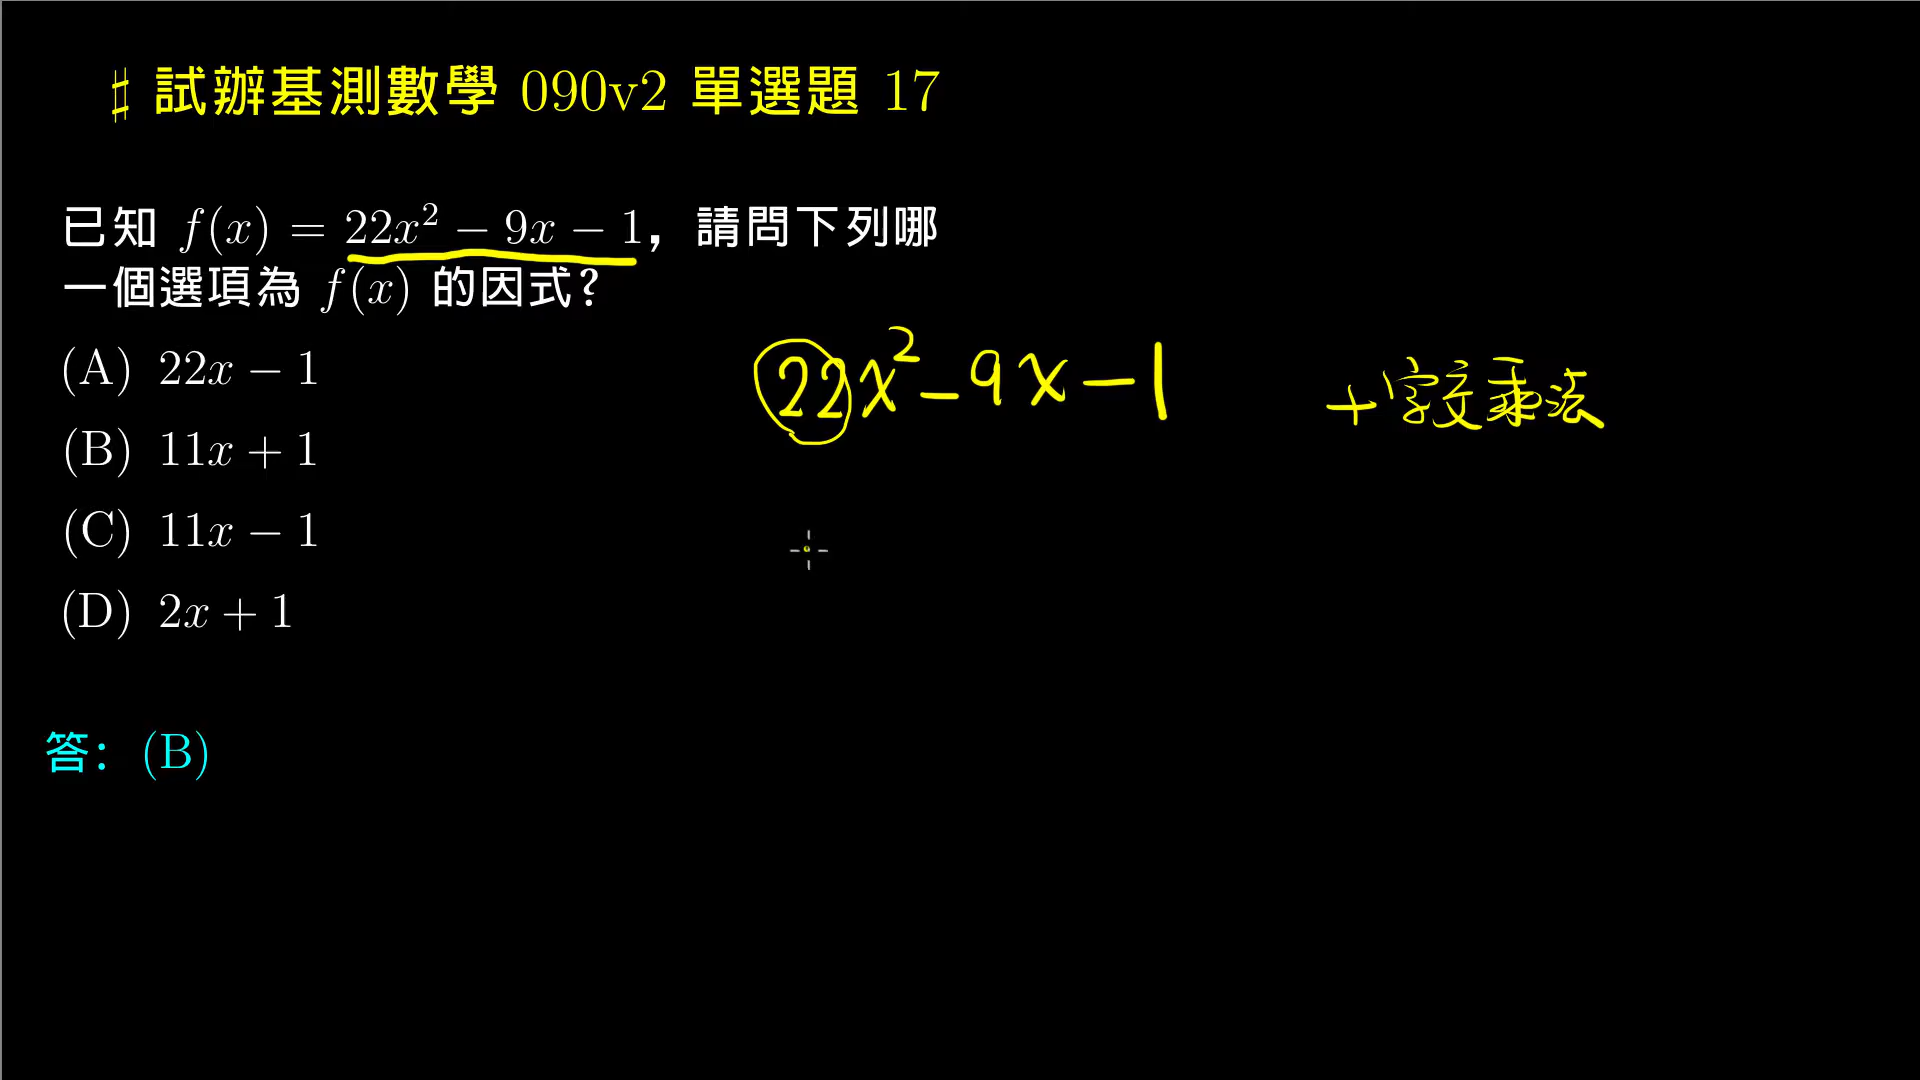 ♯ 試辦基測數學 090v2 單選題 17
已知 f(x) = 22x² − 9x − 1，請問下列哪
一個選項為 f(x) 的因式？
(A) 22x − 1
(B) 11x + 1
(C) 11x − 1
(D) 2x + 1
答：(B)
22x² − 9x − 1
十字交乘法